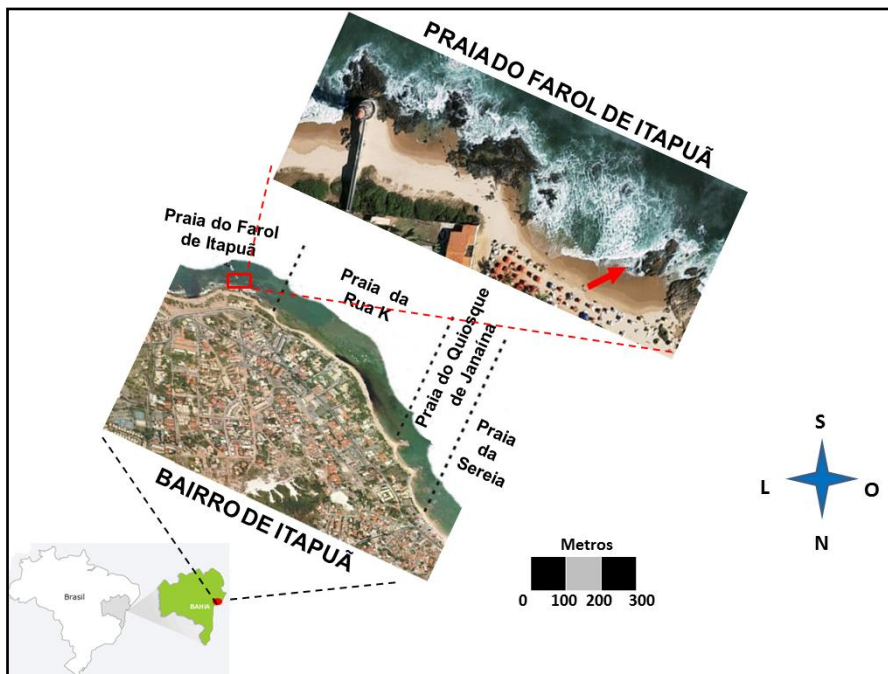 PRAIA DO FAROL DE ITAPUÃ
Praia do Farol
de Itapuã
Praia da
Rua K
Praia do Quiosque
de Janaína
Praia
da
Sereia
BAIRRO DE ITAPUÃ
S
L
O
N
Metros
0 100 200 300
Brasil
BAHIA